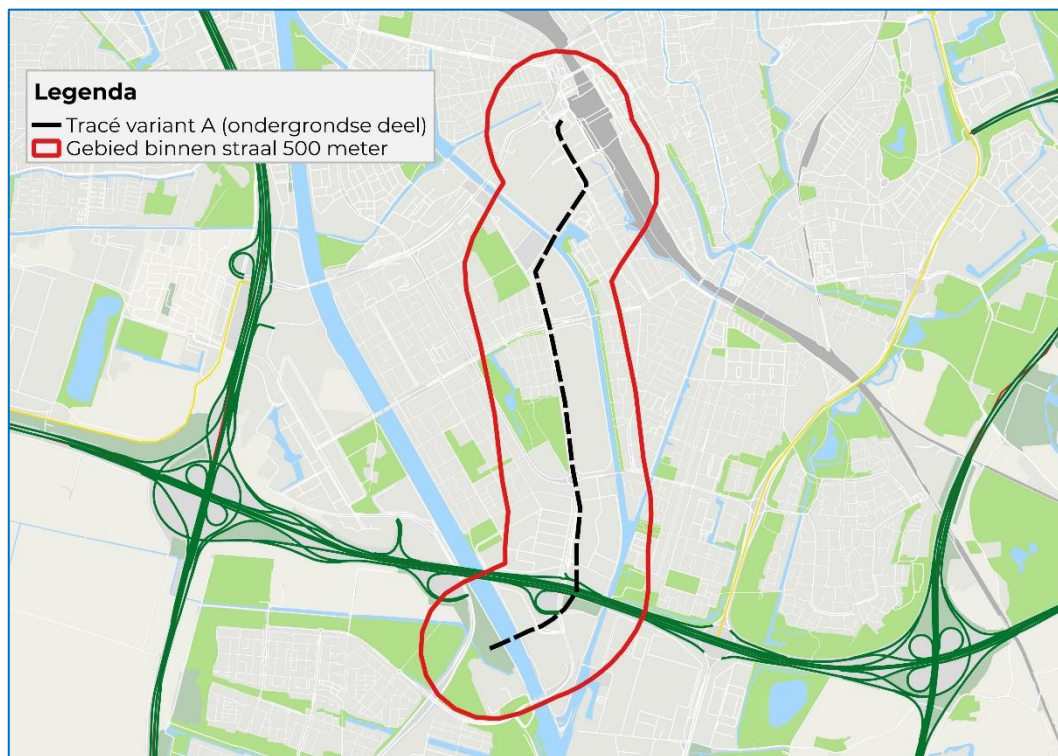 Legenda
Tracé variant A (ondergrondse deel)
Gebied binnen straal 500 meter